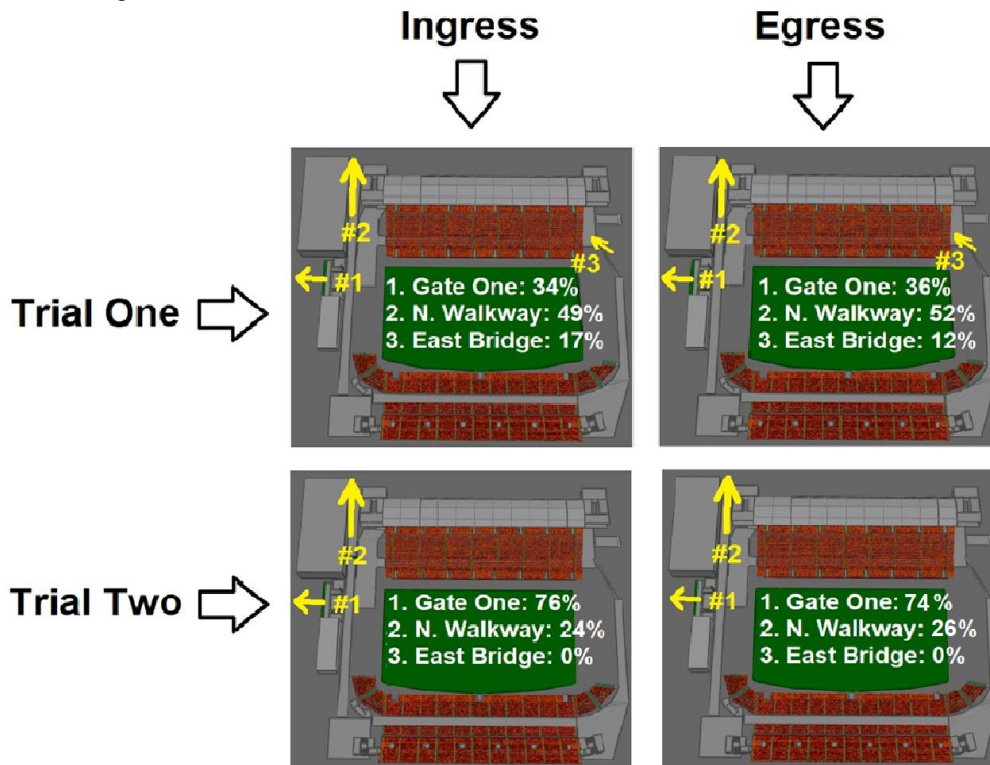 Ingress
Egress
Trial One
#2
#1
#3
1. Gate One: 34%
2. N. Walkway: 49%
3. East Bridge: 17%
#2
#1
#3
1. Gate One: 36%
2. N. Walkway: 52%
3. East Bridge: 12%
Trial Two
#2
#1
1. Gate One: 76%
2. N. Walkway: 24%
3. East Bridge: 0%
#2
#1
1. Gate One: 74%
2. N. Walkway: 26%
3. East Bridge: 0%